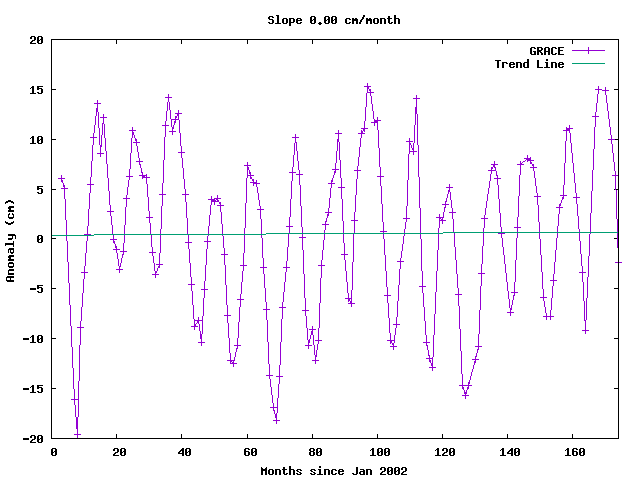 Slope 0.00 cm/month
GRACE
Trend Line
20
15
10
5
0
-5
-10
-15
-20
Anomaly (cm)
0 20 40 60 80 100 120 140 160
Months since Jan 2002